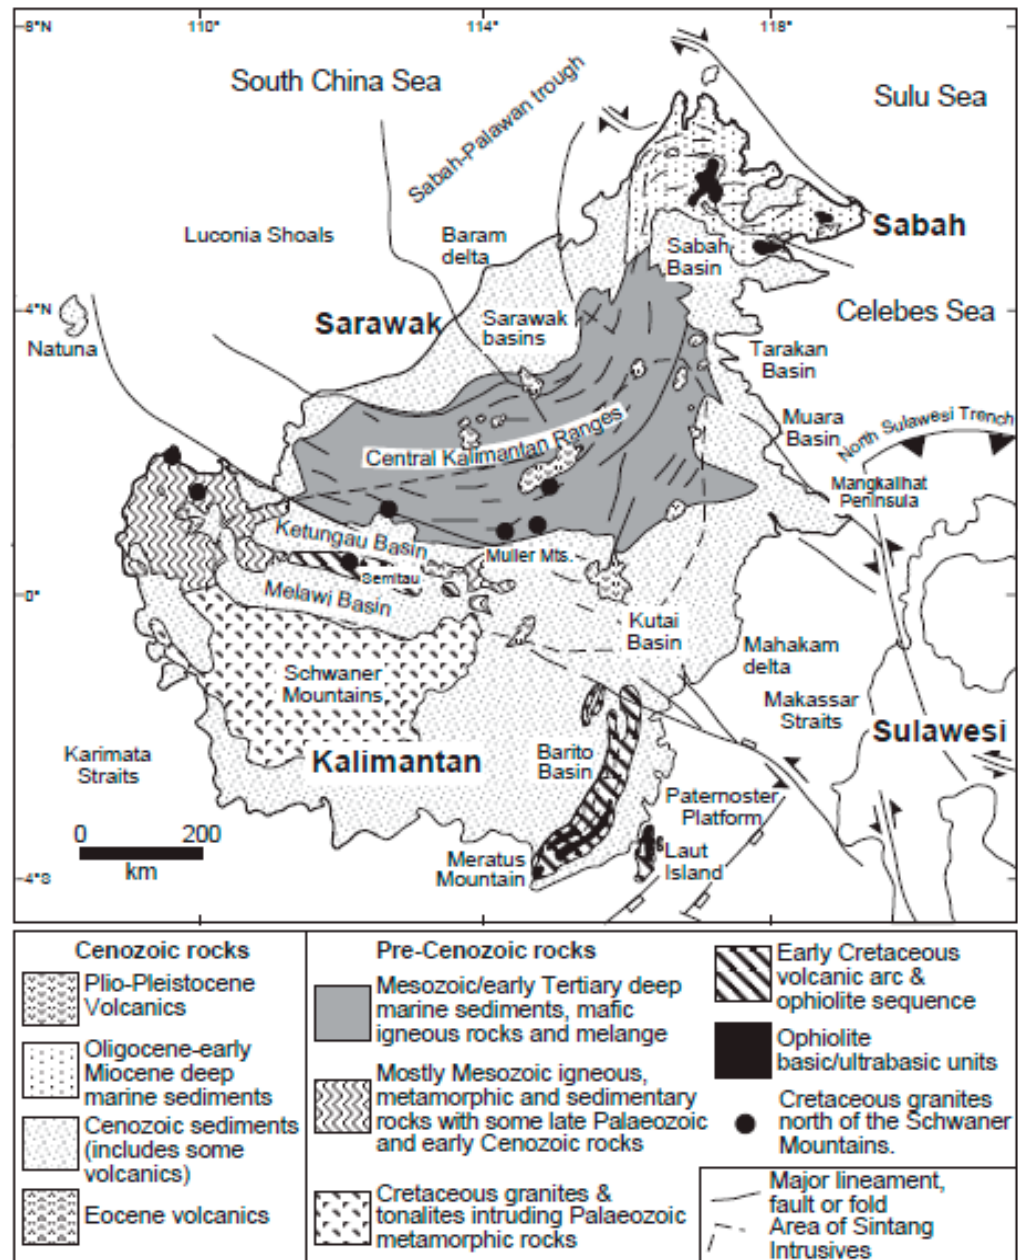 8°N
110°
114°
118°
South China Sea
Sulu Sea
Sabah-Palawan trough
Luconia Shoals
Baram
delta
Sabah
Sabah
Basin
4°N
Natuna
Sarawak
Sarawak
basins
Celebes Sea
Tarakan
Basin
Muara
Basin
North Sulawesi Trench
Central Kalimantan Ranges
Mangkalihat
Peninsula
Ketungau Basin
Muller Mts.
Semitau
0°
Melawi Basin
Kutai
Basin
Mahakam
delta
Schwaner
Mountains
Makassar
Straits
Sulawesi
Karimata
Straits
Kalimantan
Barito
Basin
Paternoster
Platform
0 200
km
Meratus
Mountain
Laut
Island
4°S
Cenozoic rocks
Plio-Pleistocene
Volcanics
Oligocene-early
Miocene deep
marine sediments
Cenozoic sediments
(includes some
volcanics)
Eocene volcanics
Pre-Cenozoic rocks
Mesozoic/early Tertiary deep
marine sediments, mafic
igneous rocks and melange
Mostly Mesozoic igneous,
metamorphic and sedimentary
rocks with some late Palaeozoic
and early Cenozoic rocks
Cretaceous granites &
tonalites intruding Palaeozoic
metamorphic rocks
Early Cretaceous
volcanic arc &
ophiolite sequence
Ophiolite
basic/ultrabasic units
Cretaceous granites
north of the Schwaner
Mountains.
Major lineament,
fault or fold
Area of Sintang
Intrusives